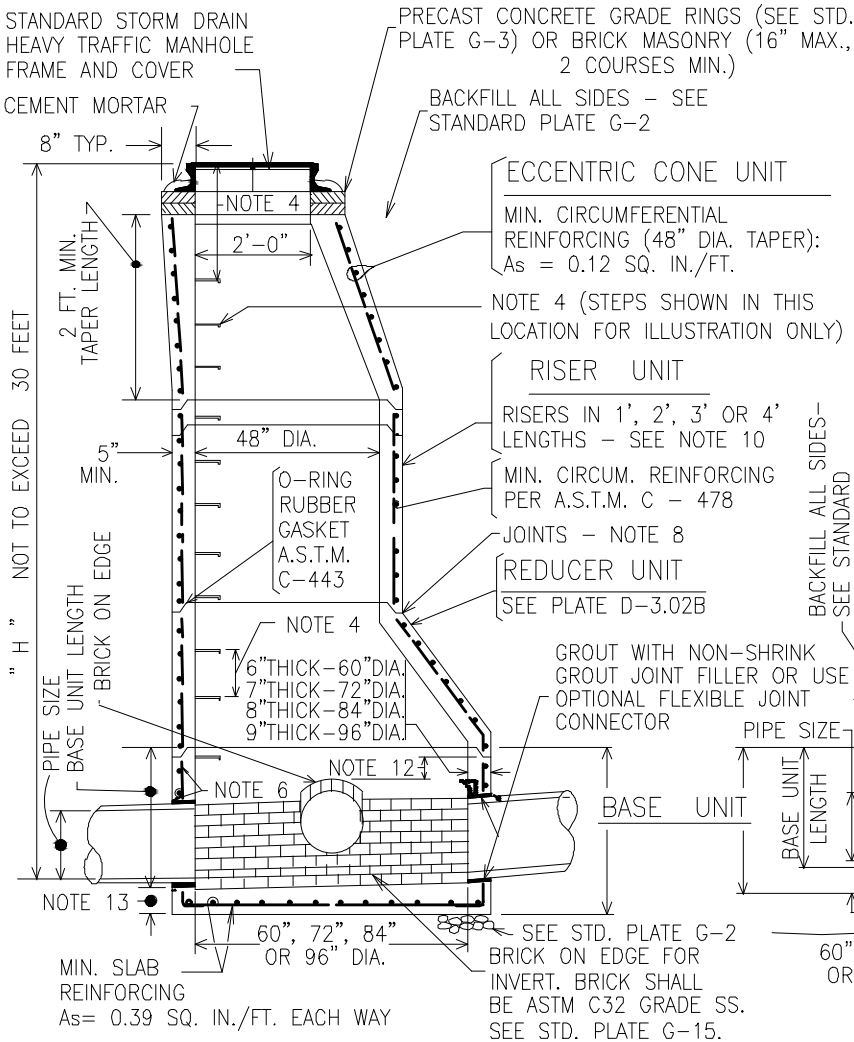 STANDARD STORM DRAIN
HEAVY TRAFFIC MANHOLE
FRAME AND COVER
CEMENT MORTAR
8" TYP.
PRECAST CONCRETE GRADE RINGS (SEE STD.
PLATE G-3) OR BRICK MASONRY (16" MAX.,
2 COURSES MIN.)
BACKFILL ALL SIDES - SEE
STANDARD PLATE G-2
ECCENTRIC CONE UNIT
MIN. CIRCUMFERENTIAL
REINFORCING (48" DIA. TAPER):
As = 0.12 SQ. IN./FT.
NOTE 4
2'-0"
2 FT. MIN.
TAPER LENGTH
NOTE 4 (STEPS SHOWN IN THIS
LOCATION FOR ILLUSTRATION ONLY)
RISER UNIT
RISERS IN 1', 2', 3' OR 4'
LENGTHS - SEE NOTE 10
"H" NOT TO EXCEED 30 FEET
5"
MIN.
48" DIA.
MIN. CIRCUM. REINFORCING
PER A.S.T.M. C - 478
O-RING
RUBBER
GASKET
A.S.T.M.
C-443
JOINTS - NOTE 8
REDUCER UNIT
SEE PLATE D-3.02B
BACKFILL ALL SIDES-
SEE STANDARD
NOTE 4
6"THICK-60"DIA.
7"THICK-72"DIA.
8"THICK-84"DIA.
9"THICK-96"DIA.
GROUT WITH NON-SHRINK
GROUT JOINT FILLER OR USE
OPTIONAL FLEXIBLE JOINT
CONNECTOR
PIPE SIZE
BASE UNIT LENGTH
BRICK ON EDGE
NOTE 12
NOTE 6
BASE UNIT
PIPE SIZE
BASE UNIT
LENGTH
NOTE 13
60", 72", 84"
OR 96" DIA.
SEE STD. PLATE G-2
BRICK ON EDGE FOR
INVERT. BRICK SHALL
BE ASTM C32 GRADE SS.
SEE STD. PLATE G-15.
60"
OR
MIN. SLAB
REINFORCING
As= 0.39 SQ. IN./FT. EACH WAY